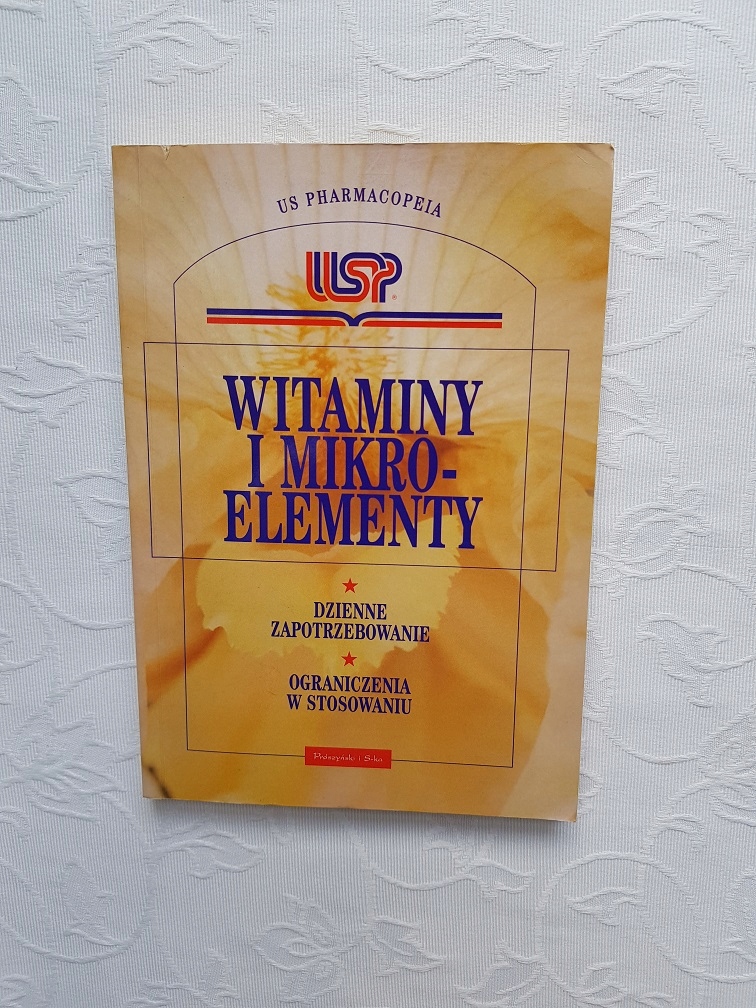 US PHARMACOPEIA
USP®
WITAMINY
I MIKRO-
ELEMENTY
DZIENNE
ZAPOTRZEBOWANIE
OGRANICZENIA
W STOSOWANIU
Prószyński i S-ka